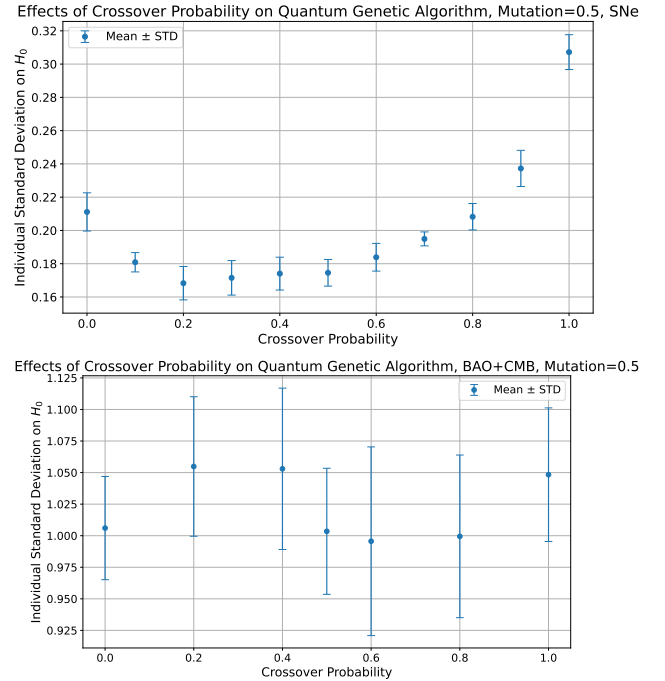 Effects of Crossover Probability on Quantum Genetic Algorithm, Mutation=0.5, SNe
Mean ± STD
Individual Standard Deviation on H₀
0.32
0.30
0.28
0.26
0.24
0.22
0.20
0.18
0.16
0.0 0.2 0.4 0.6 0.8 1.0
Crossover Probability
Effects of Crossover Probability on Quantum Genetic Algorithm, BAO+CMB, Mutation=0.5
Mean ± STD
Individual Standard Deviation on H₀
1.125
1.100
1.075
1.050
1.025
1.000
0.975
0.950
0.925
0.0 0.2 0.4 0.6 0.8 1.0
Crossover Probability